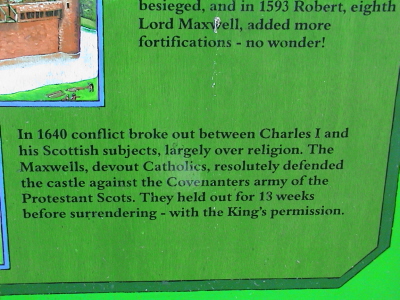 besieged, and in 1593 Robert, eighth
Lord Maxwell, added more
fortifications - no wonder!
In 1640 conflict broke out between Charles I and
his Scottish subjects, largely over religion. The
Maxwells, devout Catholics, resolutely defended
the castle against the Covenanters army of the
Protestant Scots. They held out for 13 weeks
before surrendering - with the King's permission.